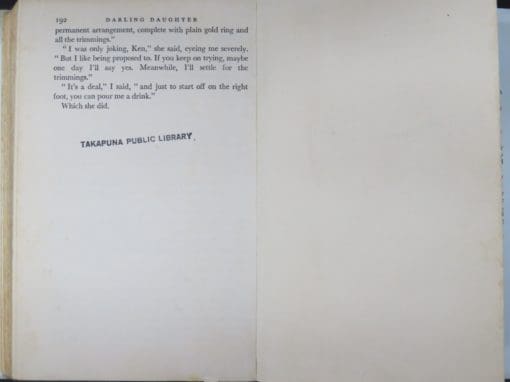 192 DARLING DAUGHTER
permanent arrangement, complete with plain gold ring and
all the trimmings."
"I was only joking, Ken," she said, eyeing me severely.
"But I like being proposed to. If you keep on trying, maybe
one day I'll say yes. Meanwhile, I'll settle for the
trimmings."
"It's a deal," I said, "and just to start off on the right
foot, you can pour me a drink."
Which she did.
TAKAPUNA PUBLIC LIBRARY.